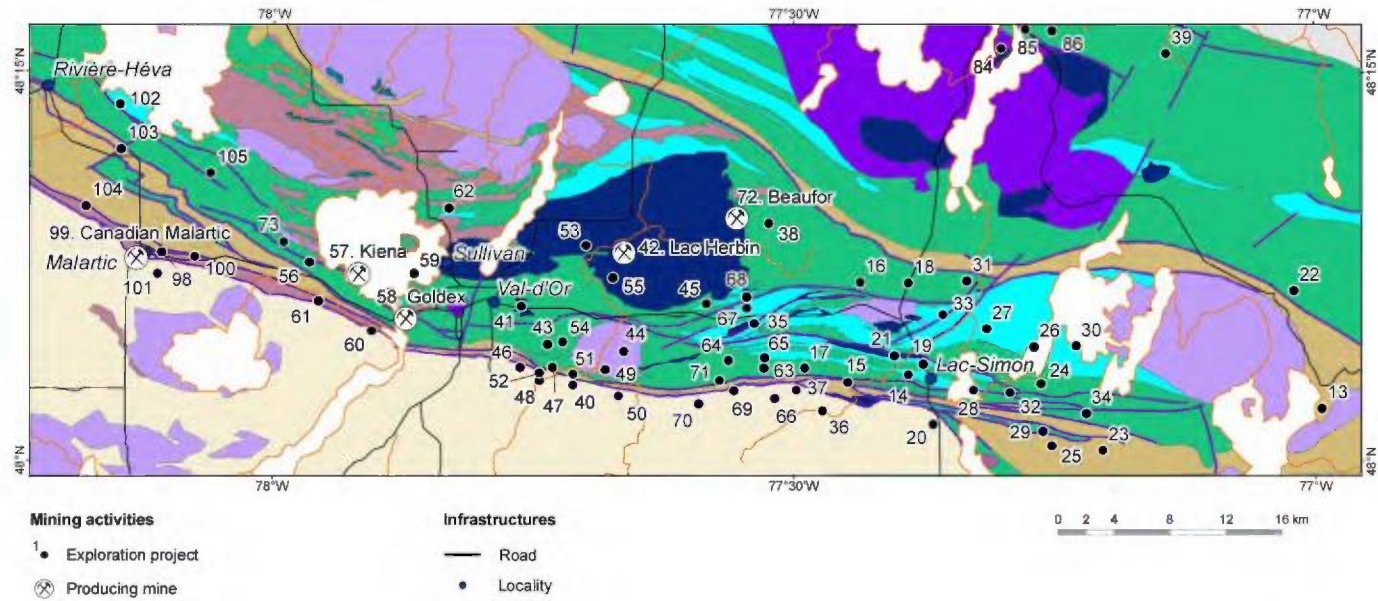 78°W 77°30'W 77°W
48°15'N 48°15'N
85 86 39
84
Rivière-Héva
102
103
105
104
62
72. Beaufor
73
53
38
99. Canadian Malartic
57. Kiena
Sullivan
42. Lac Herbin
Malartic
101 98 100 56 59
55
16 18 31
22
58 Goldex
Val-d'Or
45 68
33 27
61
41
67 35
26 30
60
43 54 44
64 65 17 15 21 19
Lac-Simon
46 51
71 63
24
13
52 49
48 47 40 50
70 69 66 37 36
14 28 32 34
20 29 25 23
48°N 48°N
78°W 77°30'W 77°W
Mining activities
1 Exploration project
Producing mine
Infrastructures
Road
Locality
0 2 4 8 12 16 km